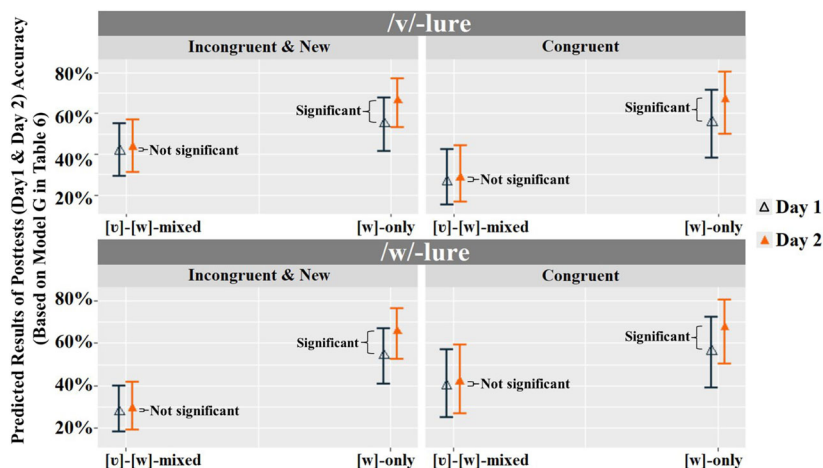 /v/-lure
Incongruent & New
Congruent
80%
60%
40%
20%
Significant
Not significant
Significant
Not significant
[ʋ]-[w]-mixed
[w]-only
[ʋ]-[w]-mixed
[w]-only
/w/-lure
Incongruent & New
Congruent
80%
60%
40%
20%
Significant
Not significant
Significant
Not significant
[ʋ]-[w]-mixed
[w]-only
[ʋ]-[w]-mixed
[w]-only
Predicted Results of Posttests (Day1 & Day 2) Accuracy
(Based on Model G in Table 6)
Day 1
Day 2